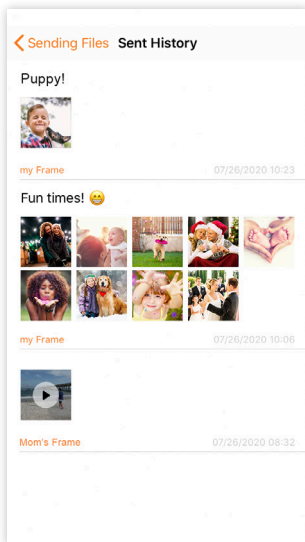 Sending Files Sent History
Puppy!
my Frame 07/26/2020 10:23
Fun times! 😁
my Frame 07/26/2020 10:06
Mom's Frame 07/26/2020 08:32